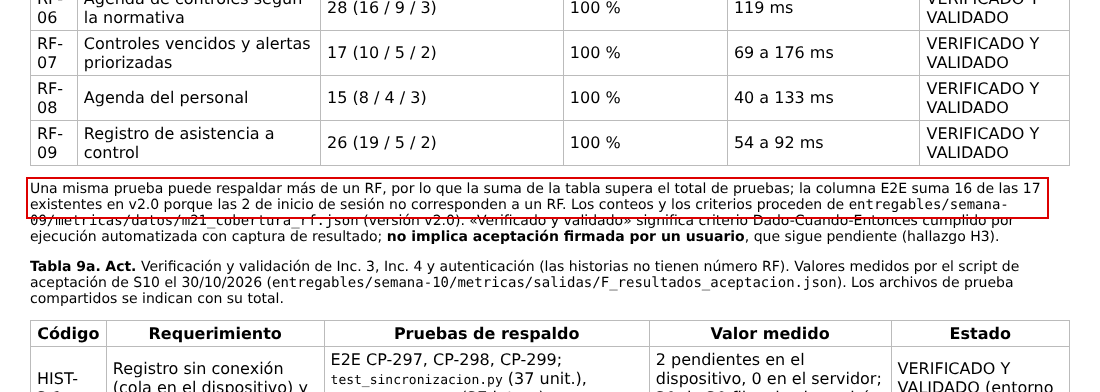 06 Agenda de controles según la normativa 28 (16 / 9 / 3) 100 % 119 ms VERIFICADO Y VALIDADO
RF-07 Controles vencidos y alertas priorizadas 17 (10 / 5 / 2) 100 % 69 a 176 ms VERIFICADO Y VALIDADO
RF-08 Agenda del personal 15 (8 / 4 / 3) 100 % 40 a 133 ms VERIFICADO Y VALIDADO
RF-09 Registro de asistencia a control 26 (19 / 5 / 2) 100 % 54 a 92 ms VERIFICADO Y VALIDADO
Una misma prueba puede respaldar más de un RF, por lo que la suma de la tabla supera el total de pruebas; la columna E2E suma 16 de las 17
existentes en v2.0 porque las 2 de inicio de sesión no corresponden a un RF. Los conteos y los criterios proceden de entregables/semana-
09/metricas/datos/m21_cobertura_rf.json (versión v2.0). «Verificado y validado» significa criterio Dado-Cuando-Entonces cumplido por
ejecución automatizada con captura de resultado; no implica aceptación firmada por un usuario, que sigue pendiente (hallazgo H3).
Tabla 9a. Act. Verificación y validación de Inc. 3, Inc. 4 y autenticación (las historias no tienen número RF). Valores medidos por el script de
aceptación de S10 el 30/10/2026 (entregables/semana-10/metricas/salidas/F_resultados_aceptacion.json). Los archivos de prueba
compartidos se indican con su total.
Código Requerimiento Pruebas de respaldo Valor medido Estado
HIST- Registro sin conexión (cola en el dispositivo) y E2E CP-297, CP-298, CP-299; test_sincronizacion.py (37 unit.), 2 pendientes en el dispositivo, 0 en el servidor; VERIFICADO Y VALIDADO (entorno